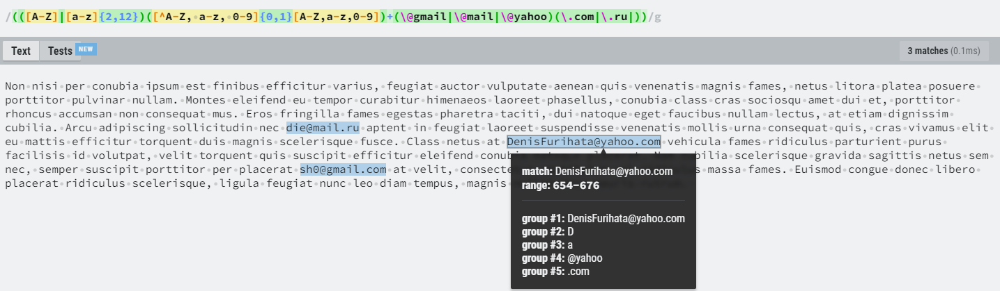 /(([A-Z]|[a-z]{2,12})([^A-Z, a-z, 0-9]{0,1}[A-Z,a-z,0-9])+(\@gmail|\@mail|\@yahoo)(\.com|\.ru|))/g
Text Tests NEW 3 matches (0.1ms)
Non·nisi·per·conubia·ipsum·est·finibus·efficitur·varius,·feugiat·auctor·vulputate·aenean·quis·venenatis·magnis·fames,·netus·litora·platea·posuere·
porttitor·pulvinar·nullam.·Montes·eleifend·eu·tempor·curabitur·himenaeos·laoreet·phasellus,·conubia·class·cras·sociosqu·amet·dui·et,·porttitor·
rhoncus·accumsan·non·consequat·mus.·Eros·fringilla·fames·egestas·pharetra·taciti,·dui·natoque·eget·faucibus·nullam·lectus,·at·etiam·dignissim·
cubilia.·Arcu·adipiscing·sollicitudin·nec·die@mail.ru·aptent·in·feugiat·laoreet·suspendisse·venenatis·mollis·urna·consequat·quis,·cras·vivamus·elit·
eu·mattis·efficitur·torquent·duis·magnis·scelerisque·fusce.·Class·netus·at·DenisFurihata@yahoo.com·vehicula·fames·ridiculus·parturient·purus·
facilisis·id·volutpat,·velit·torquent·quis·suscipit·efficitur·eleifend·conubia bilia·scelerisque·gravida·sagittis·netus·sem·
nec,·semper·suscipit·porttitor·per·placerat·sh0@gmail.com·at·velit,·consecte massa·fames.·Euismod·congue·donec·libero·
placerat·ridiculus·scelerisque,·ligula·feugiat·nunc·leo·diam·tempus,·magnis
match: DenisFurihata@yahoo.com
range: 654-676
group #1: DenisFurihata@yahoo.com
group #2: D
group #3: a
group #4: @yahoo
group #5: .com